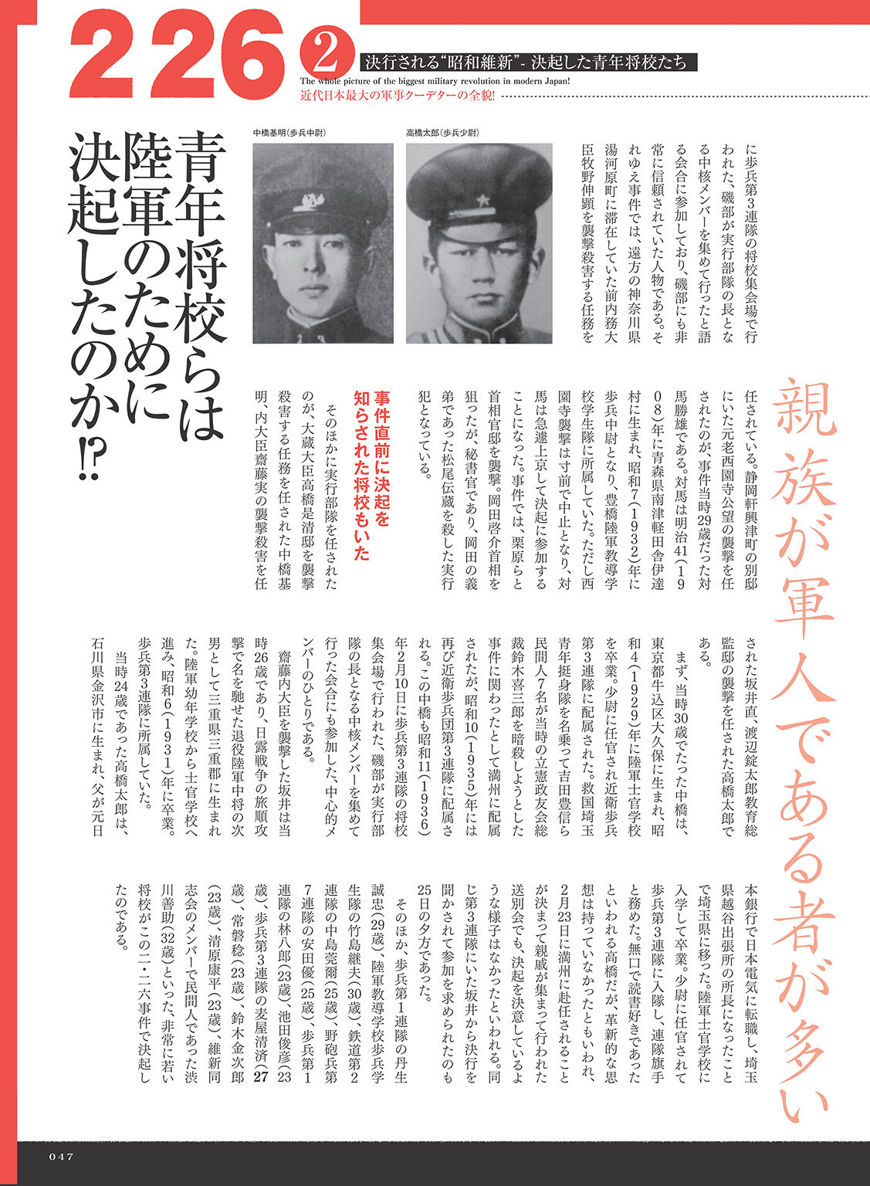 226
2
決行される“昭和維新”- 決起した青年将校たち
The whole picture of the biggest military revolution in modern Japan!
近代日本最大の軍事クーデターの全貌!
青年将校らは
陸軍のために
決起したのか!?
中橋基明(歩兵中尉)
高橋太郎(歩兵少尉)
親族が軍人である者が多い
に歩兵第3連隊の将校集会場で行
われた、磯部が実行部隊の長とな
る中核メンバーを集めて行ったと語
る会合に参加しており、磯部にも非
常に信頼されていた人物である。そ
れゆえ事件では、遠方の神奈川県
湯河原町に滞在していた前内務大
臣牧野伸顕を襲撃殺害する任務を
任されている。静岡軒興津町の別邸
にいた元老西園寺公望の襲撃を任
されたのが、事件当時29歳だった対
馬勝雄である。対馬は明治41(19
08)年に青森県南津軽田舎伊達
村に生まれ、昭和7(1932)年に
歩兵中尉となり、豊橋陸軍教導学
校学生隊に所属していた。ただし西
園寺襲撃は寸前で中止となり、対
馬は急遽上京して決起に参加する
ことになった。事件では、栗原らと
首相官邸を襲撃。岡田啓介首相を
狙ったが、秘書官であり、岡田の義
弟であった松尾伝蔵を殺した実行
犯となっている。
事件直前に決起を
知らされた将校もいた
そのほかに実行部隊を任された
のが、大蔵大臣高橋是清邸を襲撃
殺害する任務を任された中橋基
明、内大臣齋藤実の襲撃殺害を任
された坂井直、渡辺錠太郎教育総
監邸の襲撃を任された高橋太郎で
ある。
まず、当時30歳でたった中橋は、
東京都牛込区大久保に生まれ、昭
和4(1929)年に陸軍士官学校
を卒業。少尉に任官され近衛歩兵
第3連隊に配属された。救国埼玉
青年挺身隊を名乗って吉田豊信ら
民間人7名が当時の立憲政友会総
裁鈴木喜三郎を暗殺しようとした
事件に関わったとして満州に配属
されたが、昭和10(1935)年には
再び近衛歩兵団第3連隊に配属さ
れる。この中橋も昭和11(1936)
年2月10日に歩兵第3連隊の将校
集会場で行われた、磯部が実行部
隊の長となる中核メンバーを集めて
行った会合にも参加した、中心的メ
ンバーのひとりである。
齋藤内大臣を襲撃した坂井は当
時26歳であり、日露戦争の旅順攻
撃で名を馳せた退役陸軍中将の次
男として三重県三重郡に生まれ
た。陸軍幼年学校から士官学校へ
進み、昭和6(1931)年に卒業。
歩兵第3連隊に所属していた。
当時24歳であった高橋太郎は、
石川県金沢市に生まれ、父が元日
本銀行で日本電気に転職し、埼玉
県越谷出張所の所長になったこと
で埼玉県に移った。陸軍士官学校に
入学して卒業。少尉に任官されて
歩兵第3連隊に入隊し、連隊旗手
と務めた。無口で読書好きであった
といわれる高橋だが 革新的な思
想は持っていなかったともいわれ、
2月23日に満州に赴任されること
が決まって親戚が集まって行われた
送別会でも、決起を決意しているよ
うな様子はなかったといわれる。同
じ第3連隊にいた坂井から決行を
聞かされて参加を求められたのも
25日の夕方であった。
そのほか、歩兵第1連隊の丹生
誠忠(29歳)、陸軍教導学校歩兵学
生隊の竹島継夫(30歳)、鉄道第2
連隊の中島莞爾(25歳)、野砲兵第
7連隊の安田優(25歳)、歩兵第1
連隊の林八郎(23歳)、池田俊彦(23
歳)、歩兵第3連隊の麦屋清済(27
歳)、常磐稔(23歳)、鈴木金次郎
(23歳)、清原康平(23歳)、維新同
志会のメンバーで民間人であった渋
川善助(32歳)といった、非常に若い
将校がこの二・二六事件で決起し
たのである。
047